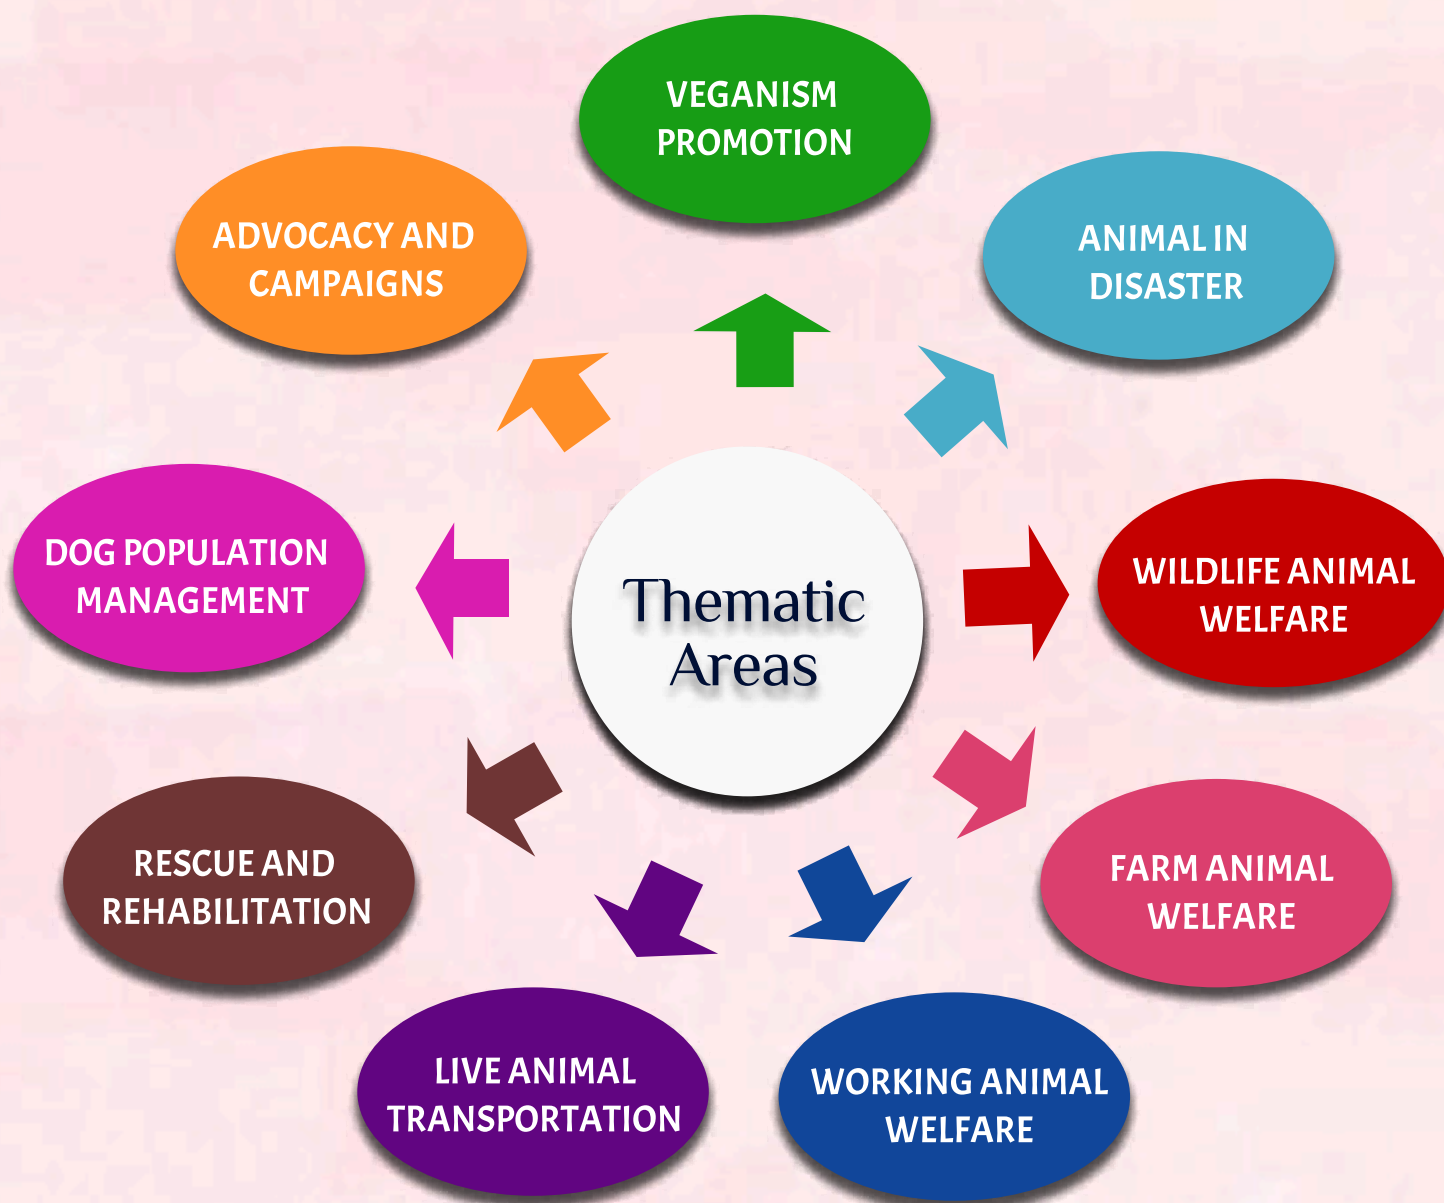 VEGANISM
PROMOTION
ADVOCACY AND
CAMPAIGNS
ANIMAL IN
DISASTER
DOG POPULATION
MANAGEMENT
Thematic
Areas
WILDLIFE ANIMAL
WELFARE
RESCUE AND
REHABILITATION
FARM ANIMAL
WELFARE
LIVE ANIMAL
TRANSPORTATION
WORKING ANIMAL
WELFARE